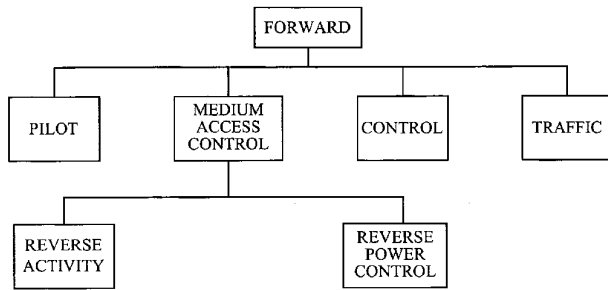 FORWARD
PILOT
MEDIUM
ACCESS
CONTROL
CONTROL
TRAFFIC
REVERSE
ACTIVITY
REVERSE
POWER
CONTROL